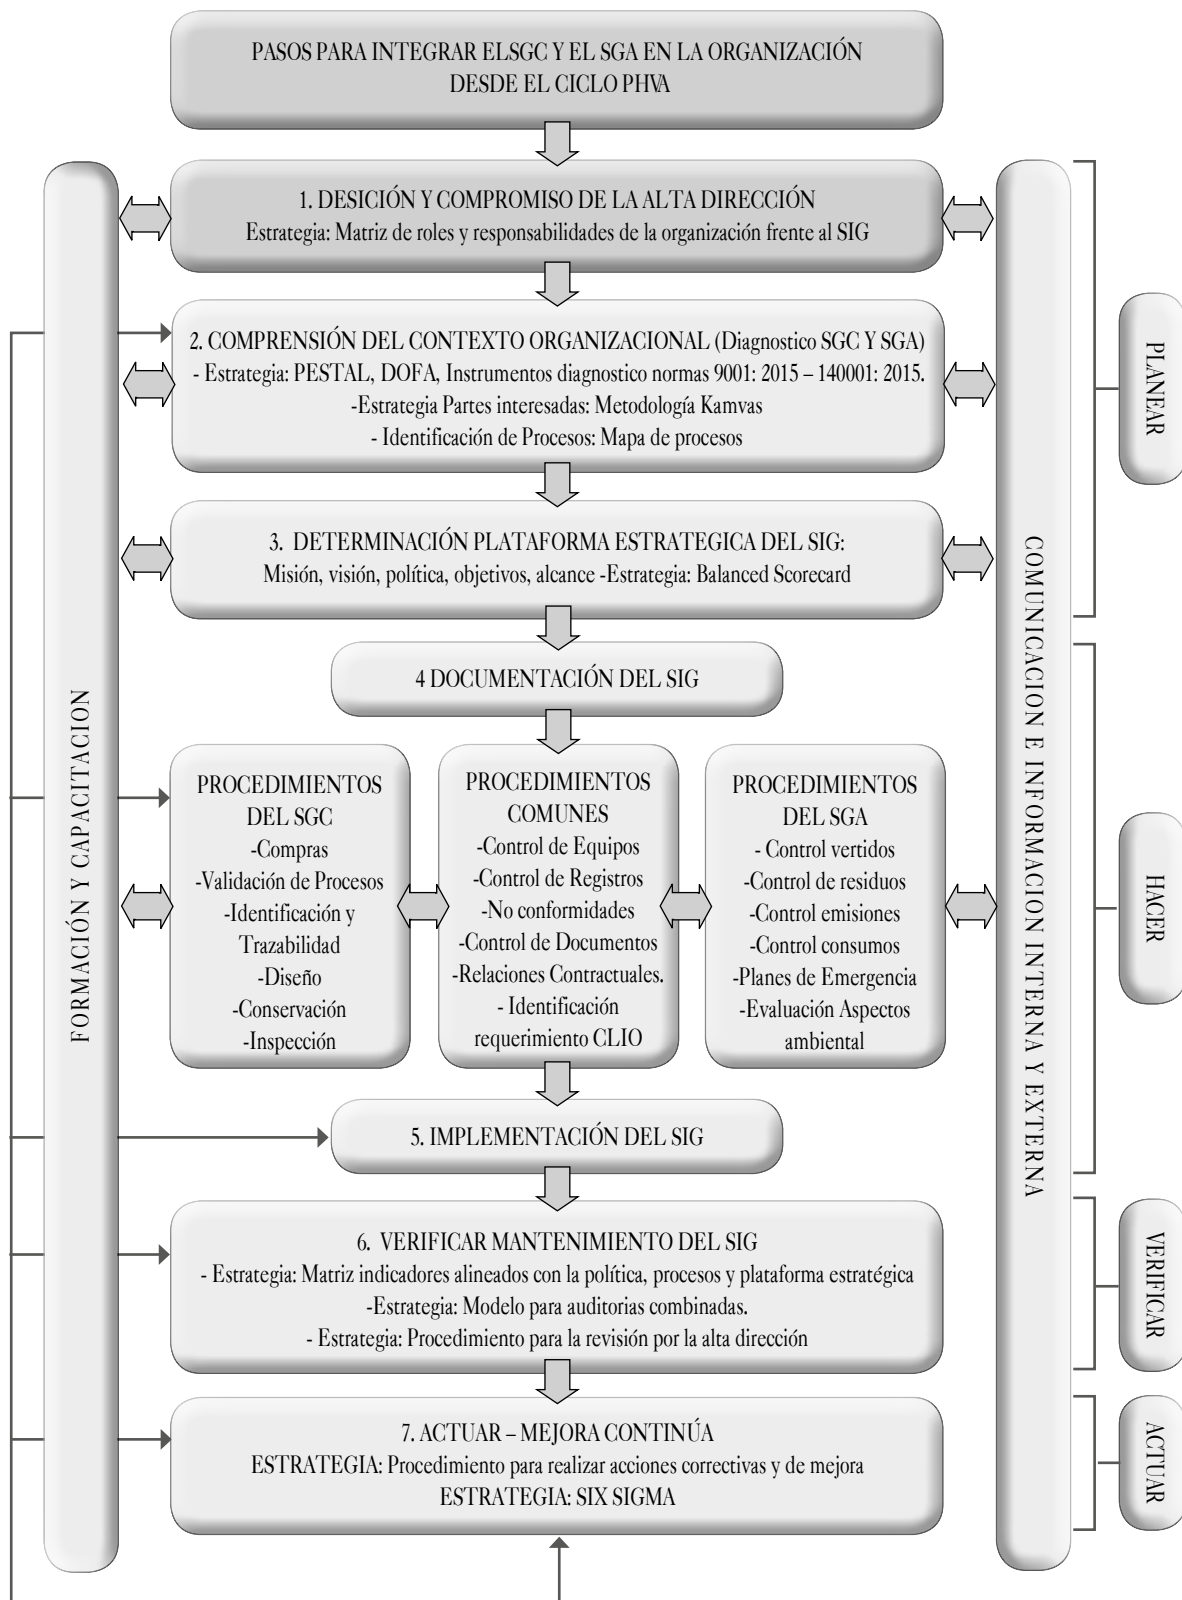 PASOS PARA INTEGRAR ELSGC Y EL SGA EN LA ORGANIZACIÓN
DESDE EL CICLO PHVA
1. DESICIÓN Y COMPROMISO DE LA ALTA DIRECCIÓN
Estrategia: Matriz de roles y responsabilidades de la organización frente al SIG
2. COMPRENSIÓN DEL CONTEXTO ORGANIZACIONAL (Diagnostico SGC Y SGA)
- Estrategia: PESTAL, DOFA, Instrumentos diagnostico normas 9001: 2015 – 140001: 2015.
-Estrategia Partes interesadas: Metodología Kamvas
- Identificación de Procesos: Mapa de procesos
3. DETERMINACIÓN PLATAFORMA ESTRATEGICA DEL SIG:
Misión, visión, política, objetivos, alcance -Estrategia: Balanced Scorecard
4 DOCUMENTACIÓN DEL SIG
PROCEDIMIENTOS
DEL SGC
-Compras
-Validación de Procesos
-Identificación y
Trazabilidad
-Diseño
-Conservación
-Inspección
PROCEDIMIENTOS
COMUNES
-Control de Equipos
-Control de Registros
-No conformidades
-Control de Documentos
-Relaciones Contractuales.
- Identificación
requerimiento CLIO
PROCEDIMIENTOS
DEL SGA
- Control vertidos
-Control de residuos
-Control emisiones
-Control consumos
-Planes de Emergencia
-Evaluación Aspectos
ambiental
5. IMPLEMENTACIÓN DEL SIG
6. VERIFICAR MANTENIMIENTO DEL SIG
- Estrategia: Matriz indicadores alineados con la política, procesos y plataforma estratégica
-Estrategia: Modelo para auditorias combinadas.
- Estrategia: Procedimiento para la revisión por la alta dirección
7. ACTUAR – MEJORA CONTINÚA
ESTRATEGIA: Procedimiento para realizar acciones correctivas y de mejora
ESTRATEGIA: SIX SIGMA
FORMACIÓN Y CAPACITACION
COMUNICACION E INFORMACION INTERNA Y EXTERNA
PLANEAR
HACER
VERIFICAR
ACTUAR